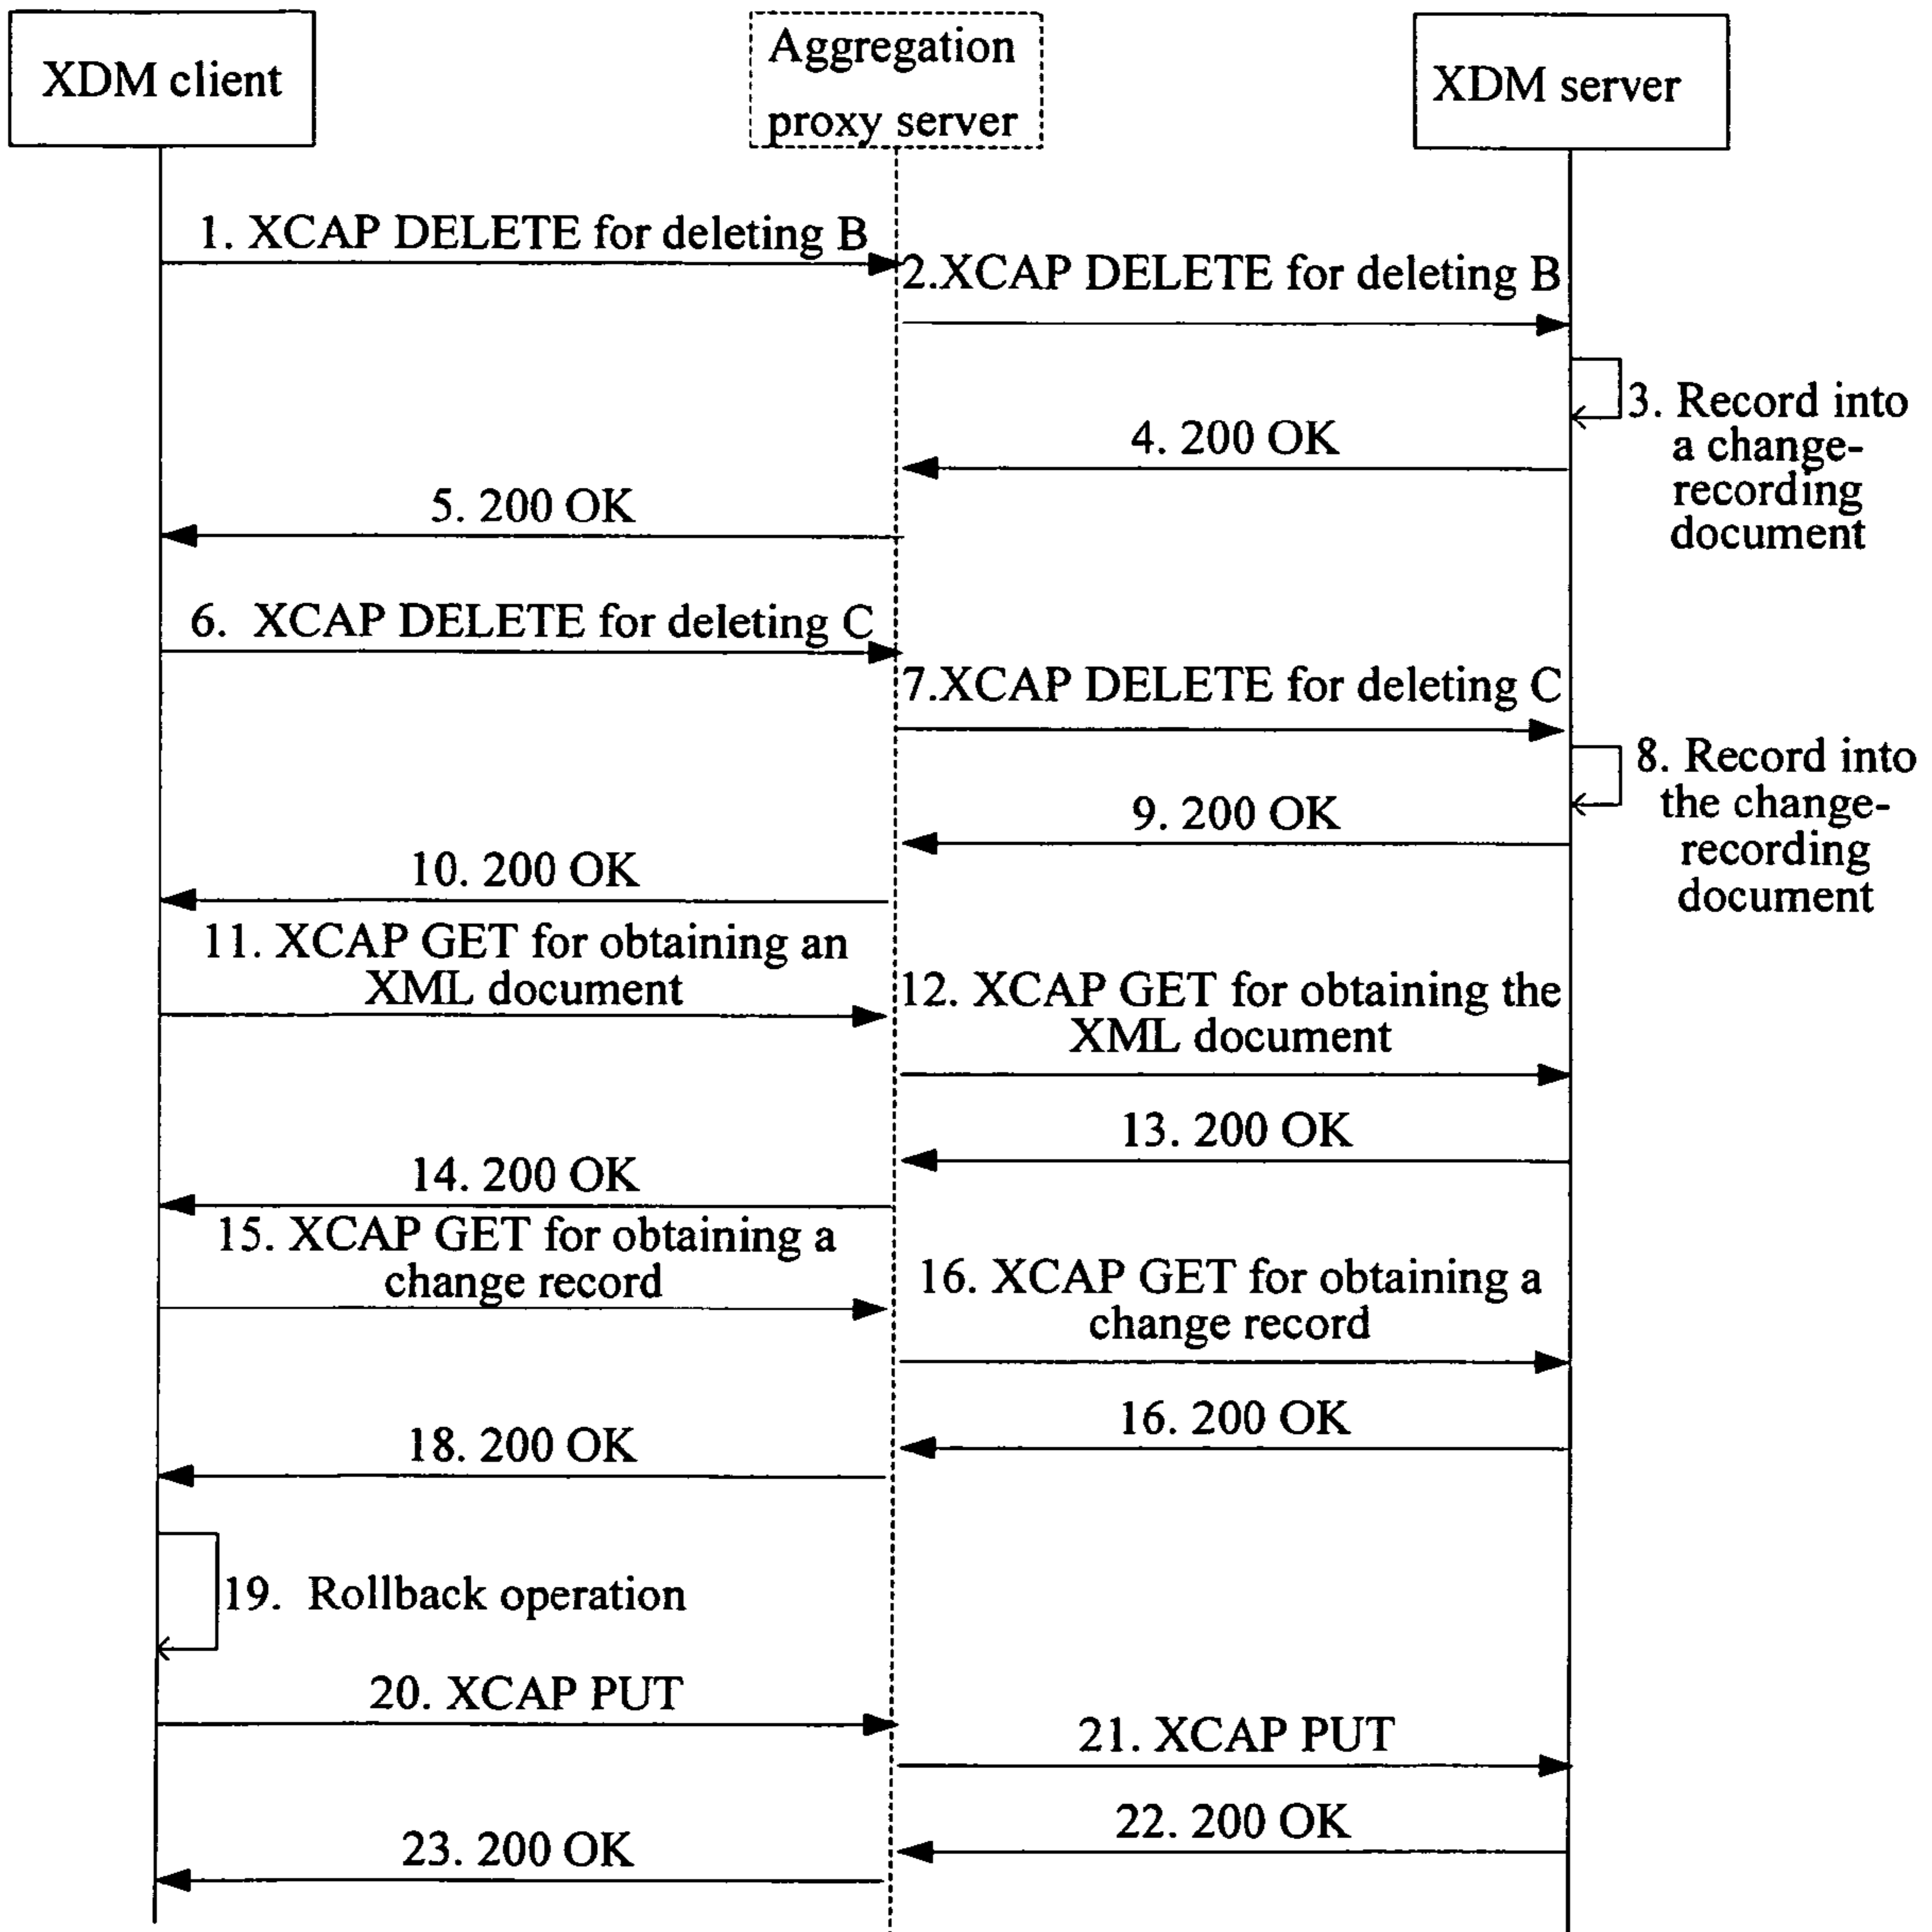 XDM client
Aggregation
proxy server
XDM server
1. XCAP DELETE for deleting B
2.XCAP DELETE for deleting B
3. Record into
a change-
recording
document
4. 200 OK
5. 200 OK
6. XCAP DELETE for deleting C
7.XCAP DELETE for deleting C
8. Record into
the change-
recording
document
9. 200 OK
10. 200 OK
11. XCAP GET for obtaining an
XML document
12. XCAP GET for obtaining the
XML document
13. 200 OK
14. 200 OK
15. XCAP GET for obtaining a
change record
16. XCAP GET for obtaining a
change record
16. 200 OK
18. 200 OK
19. Rollback operation
20. XCAP PUT
21. XCAP PUT
22. 200 OK
23. 200 OK